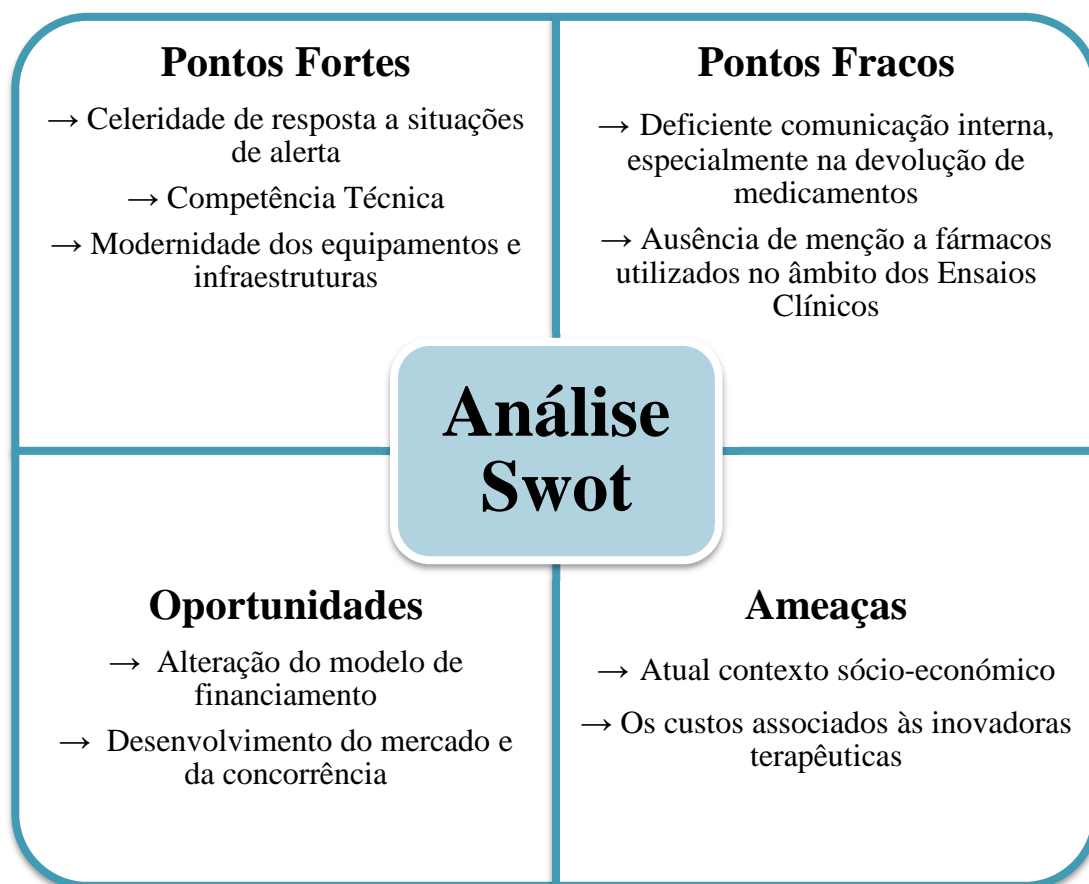 Pontos Fortes
→ Celeridade de resposta a situações
de alerta
→ Competência Técnica
→ Modernidade dos equipamentos e
infraestruturas
Pontos Fracos
→ Deficiente comunicação interna,
especialmente na devolução de
medicamentos
→ Ausência de menção a fármacos
utilizados no âmbito dos Ensaios
Clínicos
Análise
Swot
Oportunidades
→ Alteração do modelo de
financiamento
→ Desenvolvimento do mercado e
da concorrência
Ameaças
→ Atual contexto sócio-económico
→ Os custos associados às inovadoras
terapêuticas